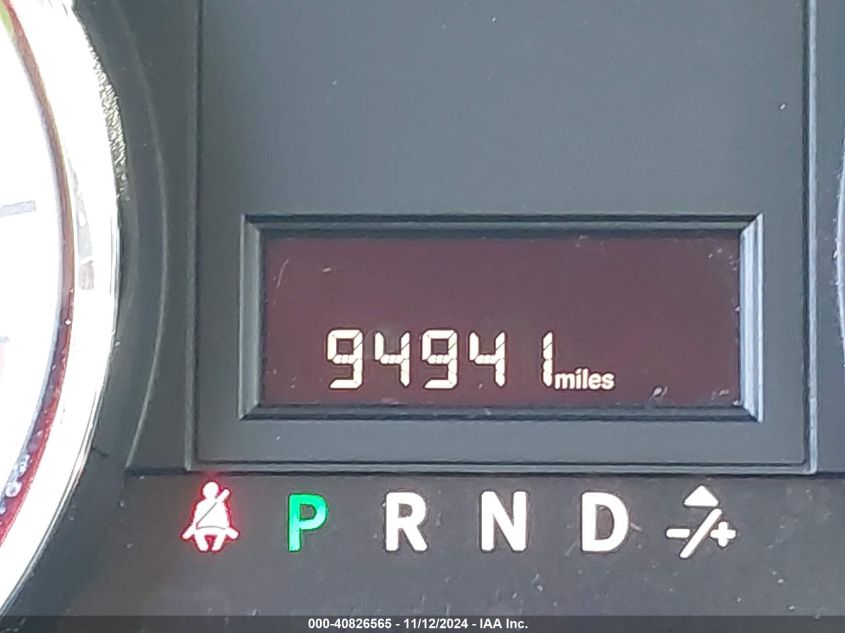 94941 miles
P R N D -/+
000-40826565 - 11/12/2024 - IAA Inc.